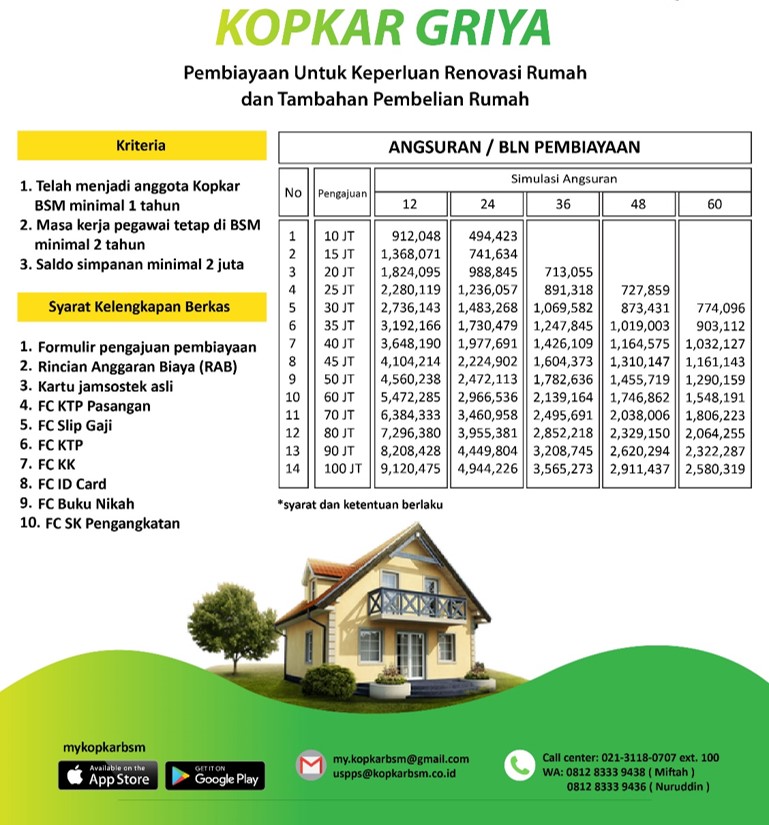 KOPKAR GRIYA
Pembiayaan Untuk Keperluan Renovasi Rumah
dan Tambahan Pembelian Rumah
Kriteria
1. Telah menjadi anggota Kopkar
BSM minimal 1 tahun
2. Masa kerja pegawai tetap di BSM
minimal 2 tahun
3. Saldo simpanan minimal 2 juta
Syarat Kelengkapan Berkas
1. Formulir pengajuan pembiayaan
2. Rincian Anggaran Biaya (RAB)
3. Kartu jamsostek asli
4. FC KTP Pasangan
5. FC Slip Gaji
6. FC KTP
7. FC KK
8. FC ID Card
9. FC Buku Nikah
10. FC SK Pengangkatan
ANGSURAN / BLN PEMBIAYAAN
No Pengajuan Simulasi Angsuran
12 24 36 48 60
1 10 JT 912,048 494,423
2 15 JT 1,368,071 741,634
3 20 JT 1,824,095 988,845 713,055
4 25 JT 2,280,119 1,236,057 891,318 727,859
5 30 JT 2,736,143 1,483,268 1,069,582 873,431 774,096
6 35 JT 3,192,166 1,730,479 1,247,845 1,019,003 903,112
7 40 JT 3,648,190 1,977,691 1,426,109 1,164,575 1,032,127
8 45 JT 4,104,214 2,224,902 1,604,373 1,310,147 1,161,143
9 50 JT 4,560,238 2,472,113 1,782,636 1,455,719 1,290,159
10 60 JT 5,472,285 2,966,536 2,139,164 1,746,862 1,548,191
11 70 JT 6,384,333 3,460,958 2,495,691 2,038,006 1,806,223
12 80 JT 7,296,380 3,955,381 2,852,218 2,329,150 2,064,255
13 90 JT 8,208,428 4,449,804 3,208,745 2,620,294 2,322,287
14 100 JT 9,120,475 4,944,226 3,565,273 2,911,437 2,580,319
*syarat dan ketentuan berlaku
mykopkarbsm
Available on the
App Store
GET IT ON
Google Play
my.kopkarbsm@gmail.com
uspps@kopkarbsm.co.id
Call center: 021-3118-0707 ext. 100
WA: 0812 8333 9438 ( Miftah )
0812 8333 9436 ( Nuruddin )